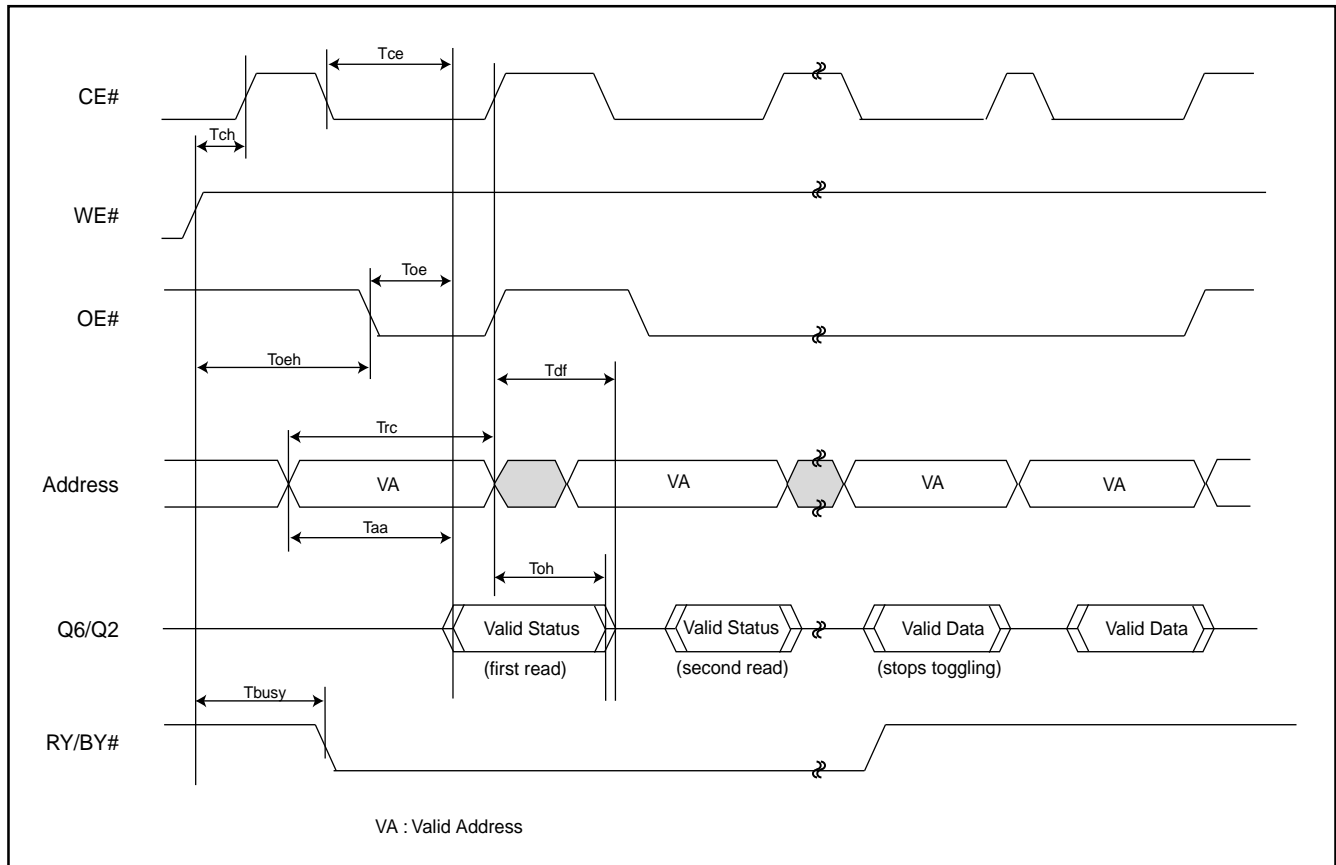 Tce
CE#
Tch
WE#
Toe
OE#
Toeh
Tdf
Trc
Address
VA
VA
VA
VA
Taa
Toh
Q6/Q2
Valid Status
Valid Status
Valid Data
Valid Data
(first read)
(second read)
(stops toggling)
Tbusy
RY/BY#
VA : Valid Address